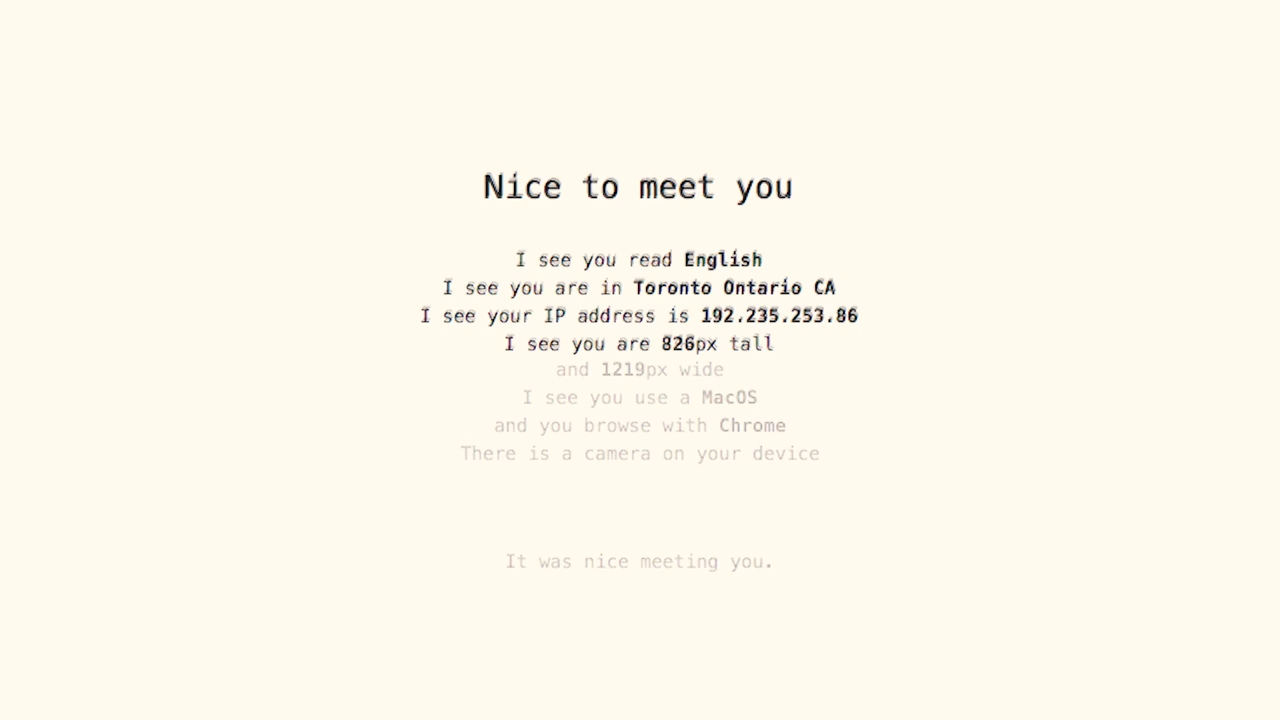 Nice to meet you
I see you read English
I see you are in Toronto Ontario CA
I see your IP address is 192.235.253.86
I see you are 826px tall
and 1219px wide
I see you use a MacOS
and you browse with Chrome
There is a camera on your device
It was nice meeting you.